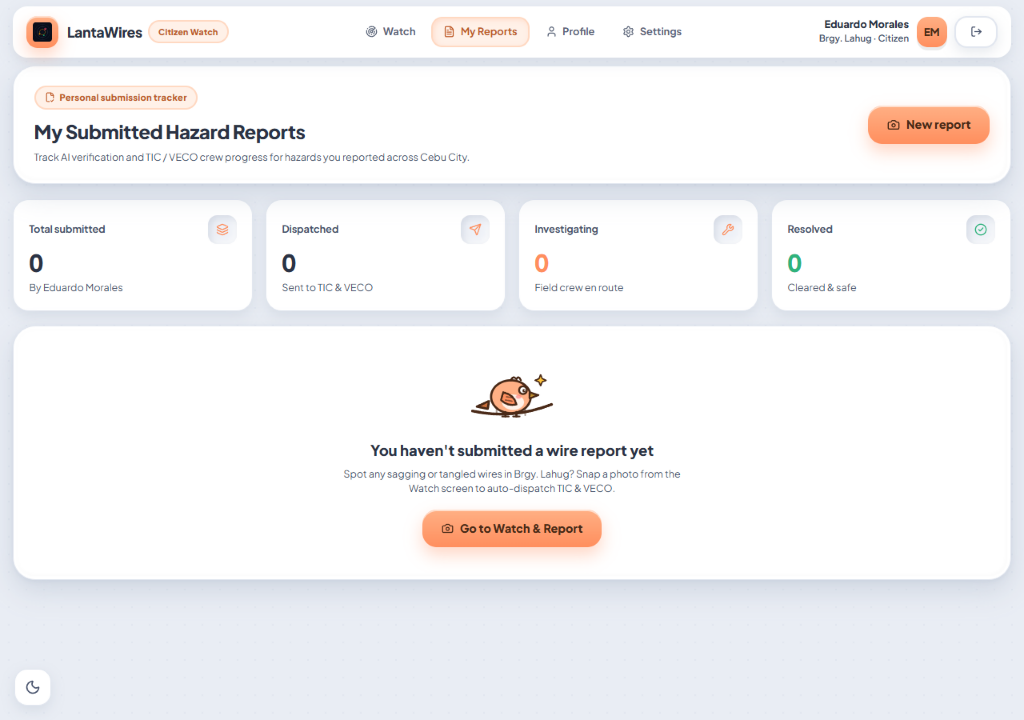 LantaWires
Citizen Watch
Watch
My Reports
Profile
Settings
Eduardo Morales
Brgy. Lahug · Citizen
EM
Personal submission tracker
My Submitted Hazard Reports
Track AI verification and TIC / VECO crew progress for hazards you reported across Cebu City.
New report
Total submitted
0
By Eduardo Morales
Dispatched
0
Sent to TIC & VECO
Investigating
0
Field crew en route
Resolved
0
Cleared & safe
You haven't submitted a wire report yet
Spot any sagging or tangled wires in Brgy. Lahug? Snap a photo from the
Watch screen to auto-dispatch TIC & VECO.
Go to Watch & Report